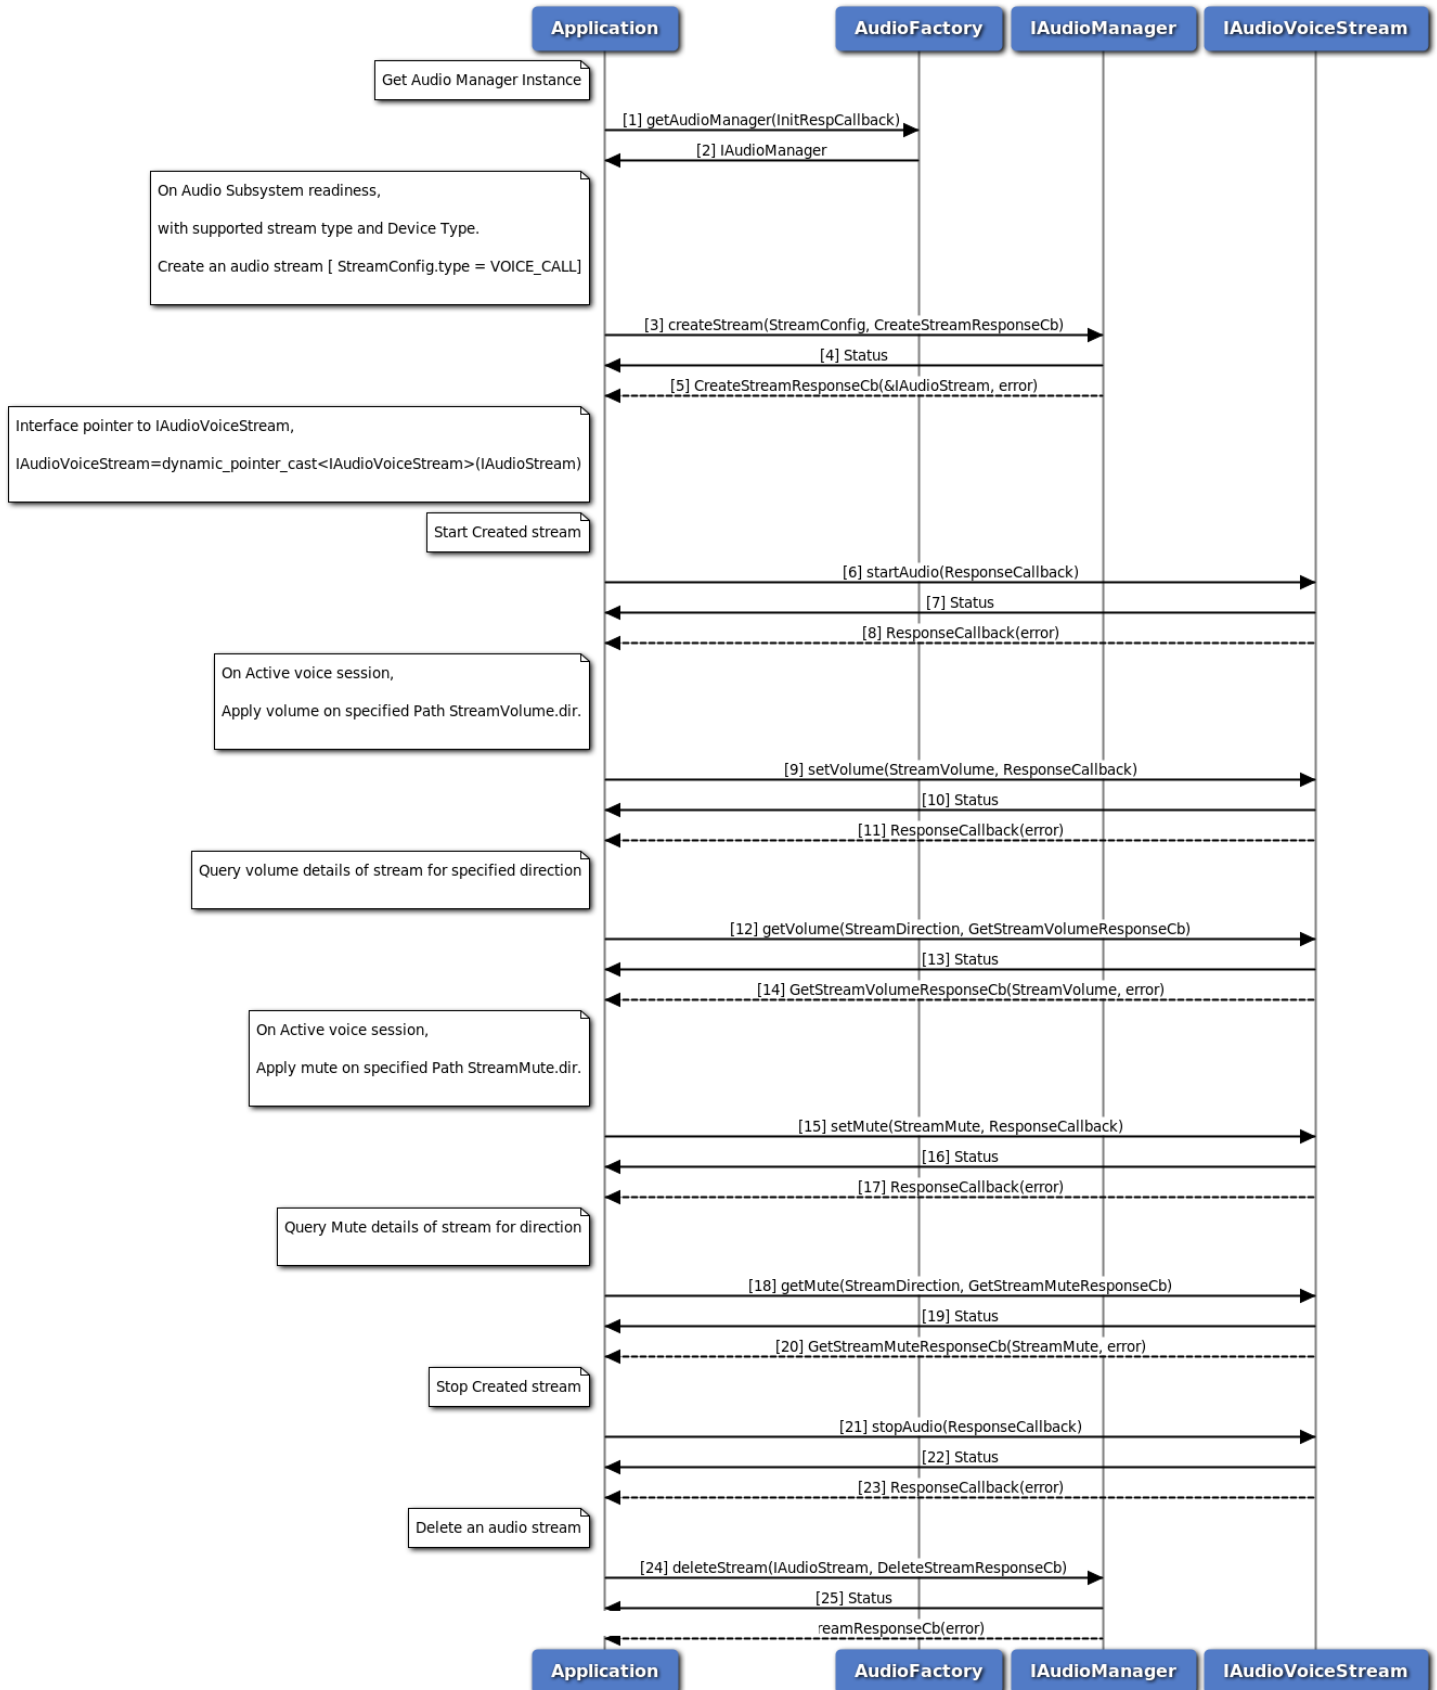 Application
AudioFactory
IAudioManager
IAudioVoiceStream
Get Audio Manager Instance
[1] getAudioManager(InitRespCallback)
[2] IAudioManager
On Audio Subsystem readiness,
with supported stream type and Device Type.
Create an audio stream [ StreamConfig.type = VOICE_CALL]
[3] createStream(StreamConfig, CreateStreamResponseCb)
[4] Status
[5] CreateStreamResponseCb(&IAudioStream, error)
Interface pointer to IAudioVoiceStream,
IAudioVoiceStream=dynamic_pointer_cast<IAudioVoiceStream>(IAudioStream)
Start Created stream
[6] startAudio(ResponseCallback)
[7] Status
[8] ResponseCallback(error)
On Active voice session,
Apply volume on specified Path StreamVolume.dir.
[9] setVolume(StreamVolume, ResponseCallback)
[10] Status
[11] ResponseCallback(error)
Query volume details of stream for specified direction
[12] getVolume(StreamDirection, GetStreamVolumeResponseCb)
[13] Status
[14] GetStreamVolumeResponseCb(StreamVolume, error)
On Active voice session,
Apply mute on specified Path StreamMute.dir.
[15] setMute(StreamMute, ResponseCallback)
[16] Status
[17] ResponseCallback(error)
Query Mute details of stream for direction
[18] getMute(StreamDirection, GetStreamMuteResponseCb)
[19] Status
[20] GetStreamMuteResponseCb(StreamMute, error)
Stop Created stream
[21] stopAudio(ResponseCallback)
[22] Status
[23] ResponseCallback(error)
Delete an audio stream
[24] deleteStream(IAudioStream, DeleteStreamResponseCb)
[25] Status
reamResponseCb(error)
Application
AudioFactory
IAudioManager
IAudioVoiceStream